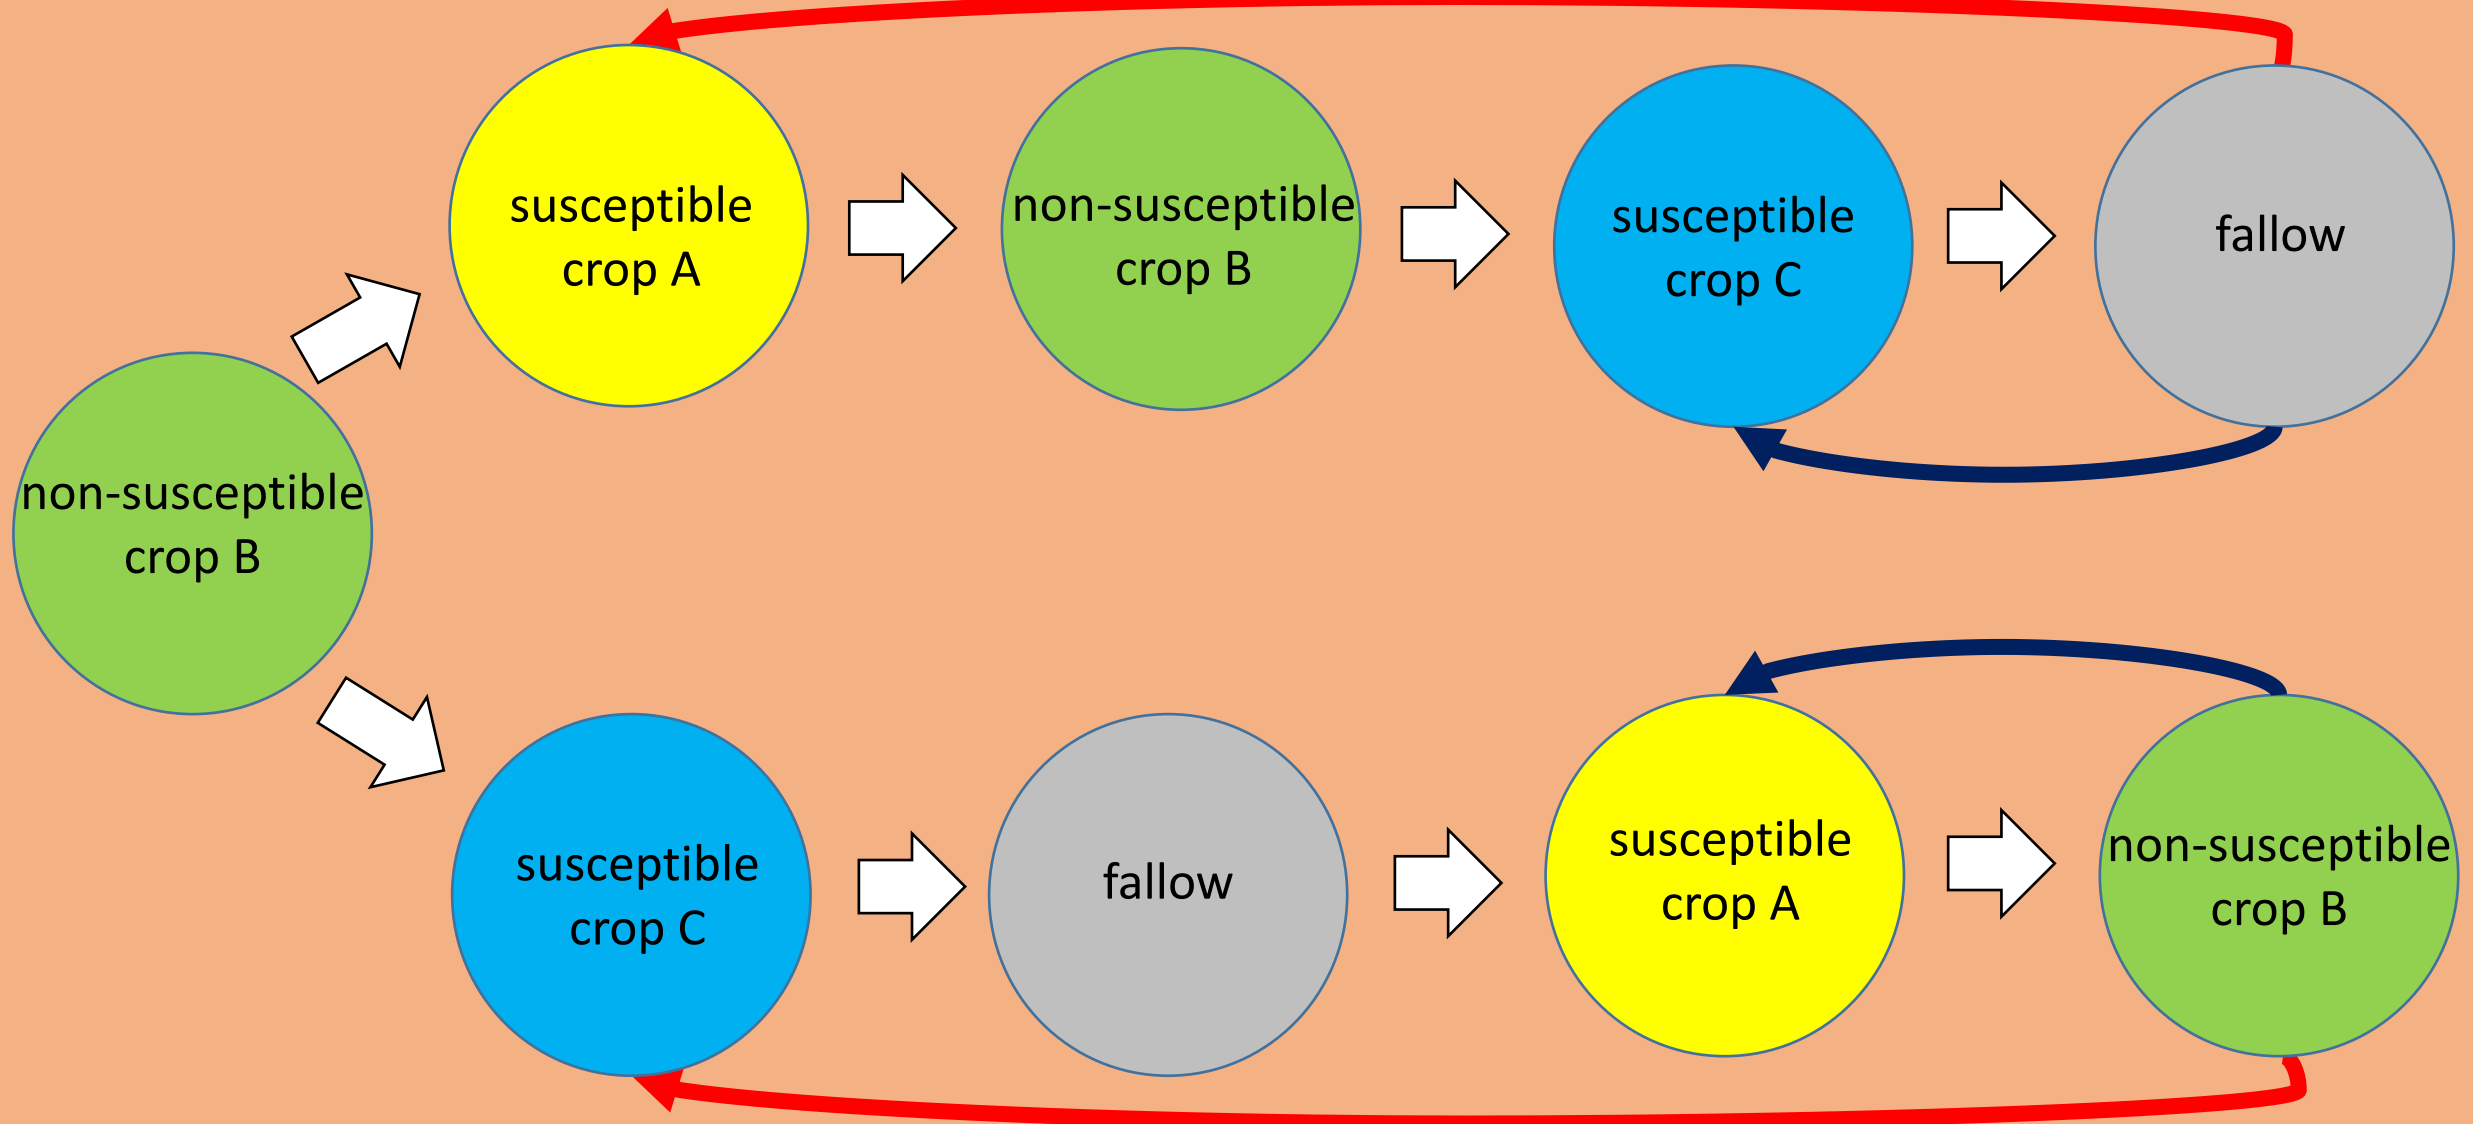 susceptible
crop A
non-susceptible
crop B
susceptible
crop C
fallow
non-susceptible
crop B
susceptible
crop C
fallow
susceptible
crop A
non-susceptible
crop B